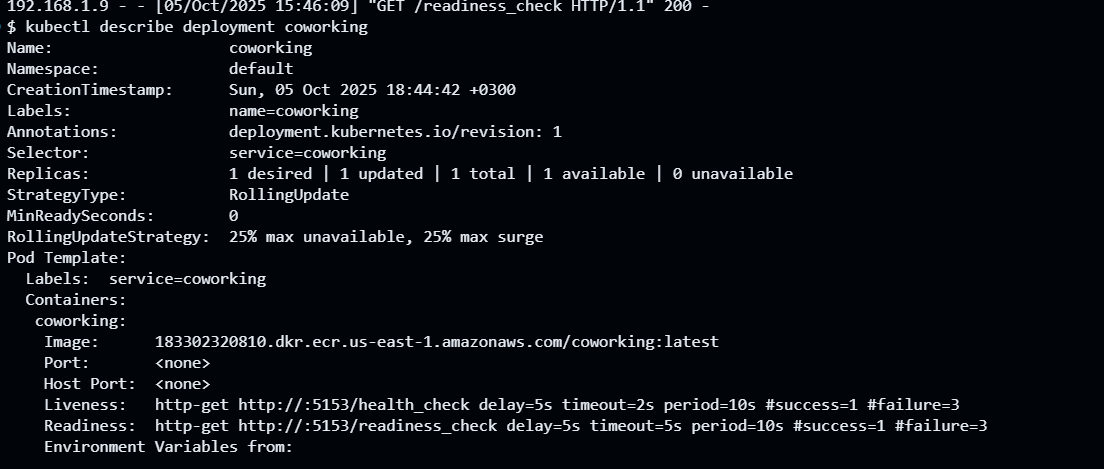 192.168.1.9 - - [05/Oct/2025 15:46:09] "GET /readiness_check HTTP/1.1" 200 -
$ kubectl describe deployment coworking
Name:                   coworking
Namespace:              default
CreationTimestamp:      Sun, 05 Oct 2025 18:44:42 +0300
Labels:                 name=coworking
Annotations:            deployment.kubernetes.io/revision: 1
Selector:               service=coworking
Replicas:               1 desired | 1 updated | 1 total | 1 available | 0 unavailable
StrategyType:           RollingUpdate
MinReadySeconds:        0
RollingUpdateStrategy:  25% max unavailable, 25% max surge
Pod Template:
  Labels:  service=coworking
  Containers:
   coworking:
    Image:      183302320810.dkr.ecr.us-east-1.amazonaws.com/coworking:latest
    Port:       <none>
    Host Port:  <none>
    Liveness:   http-get http://:5153/health_check delay=5s timeout=2s period=10s #success=1 #failure=3
    Readiness:  http-get http://:5153/readiness_check delay=5s timeout=5s period=10s #success=1 #failure=3
    Environment Variables from: